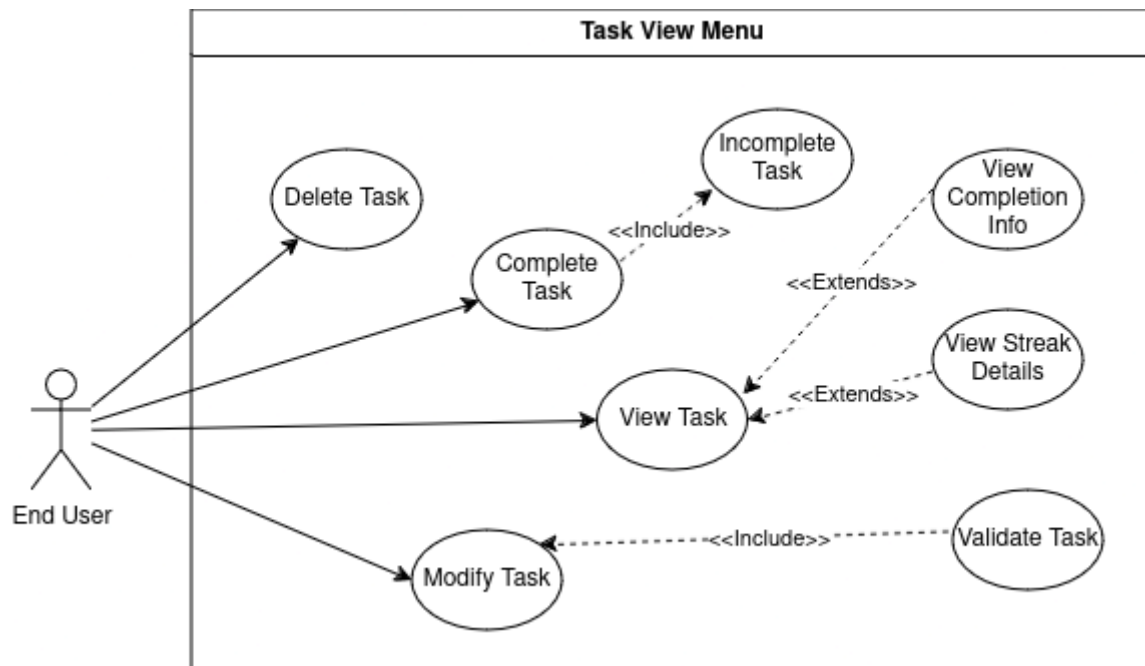 Task View Menu
Incomplete
Task
View
Completion
Info
Delete Task
<<Include>>
Complete
Task
<<Extends>>
View Streak
Details
<<Extends>>
View Task
End User
<<Include>>
Validate Task
Modify Task